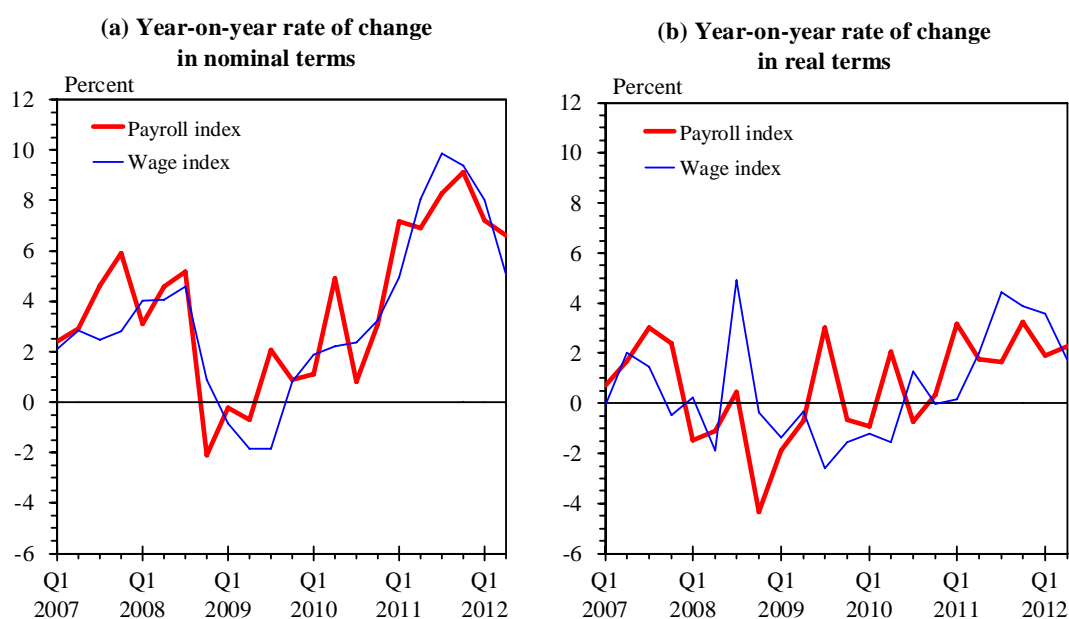 (a) Year-on-year rate of change
in nominal terms
Percent
12
10
8
6
4
2
0
-2
-4
-6
Payroll index
Wage index
Q1 Q1 Q1 Q1 Q1 Q1
2007 2008 2009 2010 2011 2012
(b) Year-on-year rate of change
in real terms
Percent
12
10
8
6
4
2
0
-2
-4
-6
Payroll index
Wage index
Q1 Q1 Q1 Q1 Q1 Q1
2007 2008 2009 2010 2011 2012